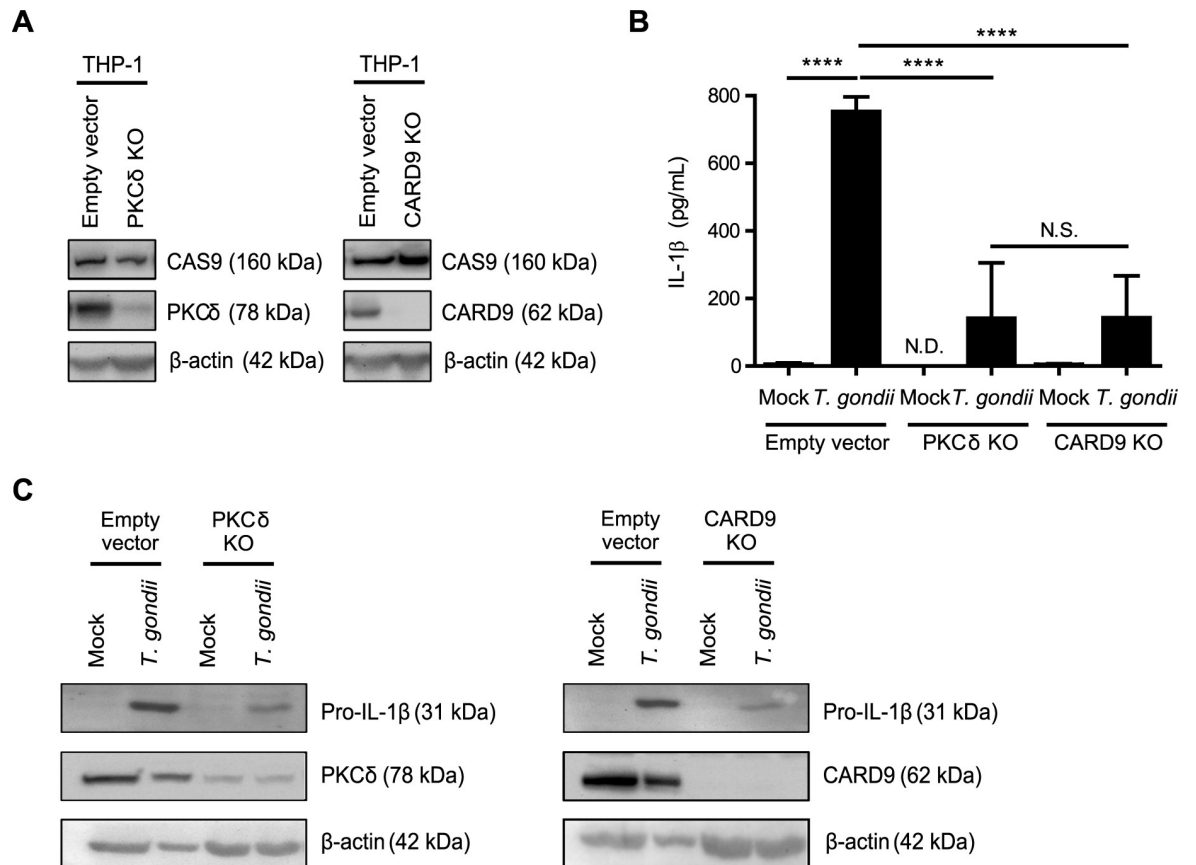 A
THP-1
Empty vector
PKCδ KO
CAS9 (160 kDa)
PKCδ (78 kDa)
β-actin (42 kDa)
THP-1
Empty vector
CARD9 KO
CAS9 (160 kDa)
CARD9 (62 kDa)
β-actin (42 kDa)
B
****
**** ****
800
600
400
200
0
IL-1β (pg/mL)
N.S.
N.D.
Mock T. gondii Mock T. gondii Mock T. gondii
Empty vector PKCδ KO CARD9 KO
C
Empty
vector
PKCδ
KO
Mock
T. gondii
Mock
T. gondii
Pro-IL-1β (31 kDa)
PKCδ (78 kDa)
β-actin (42 kDa)
Empty
vector
CARD9
KO
Mock
T. gondii
Mock
T. gondii
Pro-IL-1β (31 kDa)
CARD9 (62 kDa)
β-actin (42 kDa)